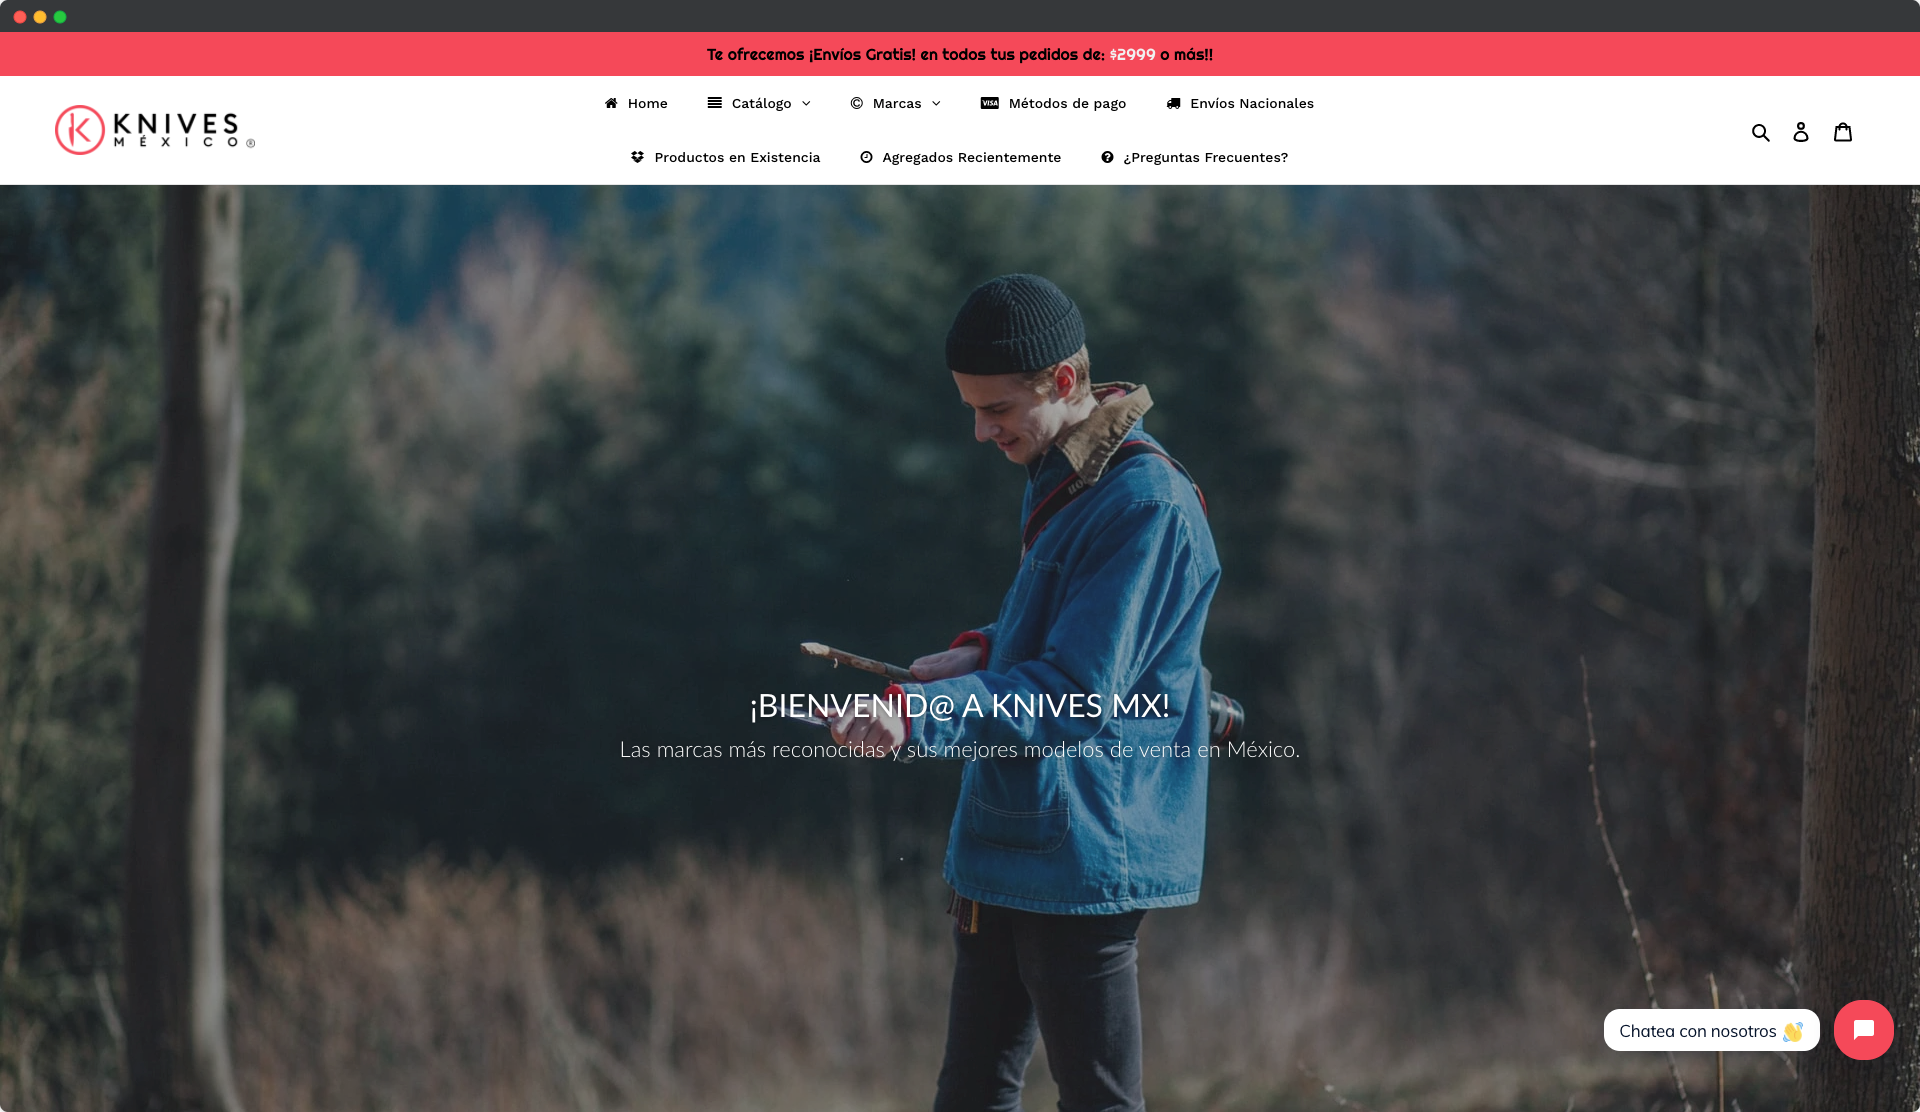 Te ofrecemos ¡Envíos Gratis! en todos tus pedidos de: $2999 o más!!
KNIVES
MÉXICO®
Home Catálogo Marcas VISA Métodos de pago Envíos Nacionales
Productos en Existencia Agregados Recientemente ¿Preguntas Frecuentes?
¡BIENVENID@ A KNIVES MX!
Las marcas más reconocidas y sus mejores modelos de venta en México.
Chatea con nosotros 👋